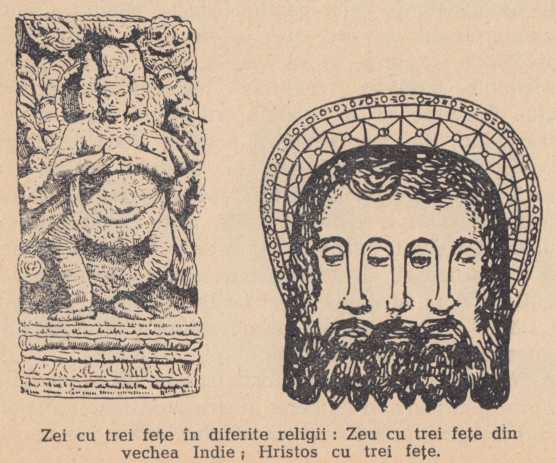 Zei cu trei fețe în diferite religii : Zeu cu trei fețe din
vechea Indie ; Hristos cu trei fețe.